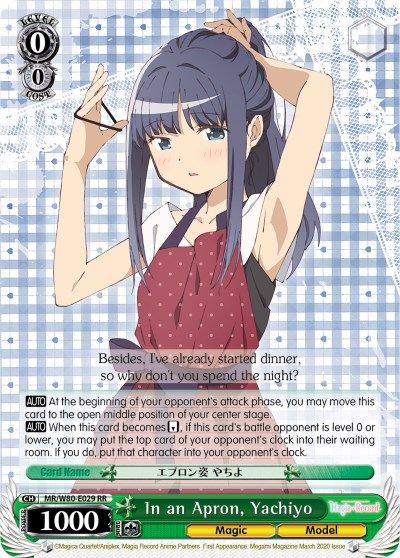 LEVEL
0
0
COST
Besides, I've already started dinner,
so why don't you spend the night?
AUTO At the beginning of your opponent's attack phase, you may move this
card to the open middle position of your center stage.
AUTO When this card becomes, if this card's battle opponent is level 0 or
lower, you may put the top card of your opponent's clock into their waiting
room. If you do, put that character into your opponent's clock.
Card Name エプロン姿 やちよ
CH MR/W80-E029 RR
POWER 1000 In an Apron, Yachiyo Magia Record
Magic Model
©Magica Quartet/Aniplex, Magia Record Anime Partners First Appearance: Megami Magazine March 2020 Issue